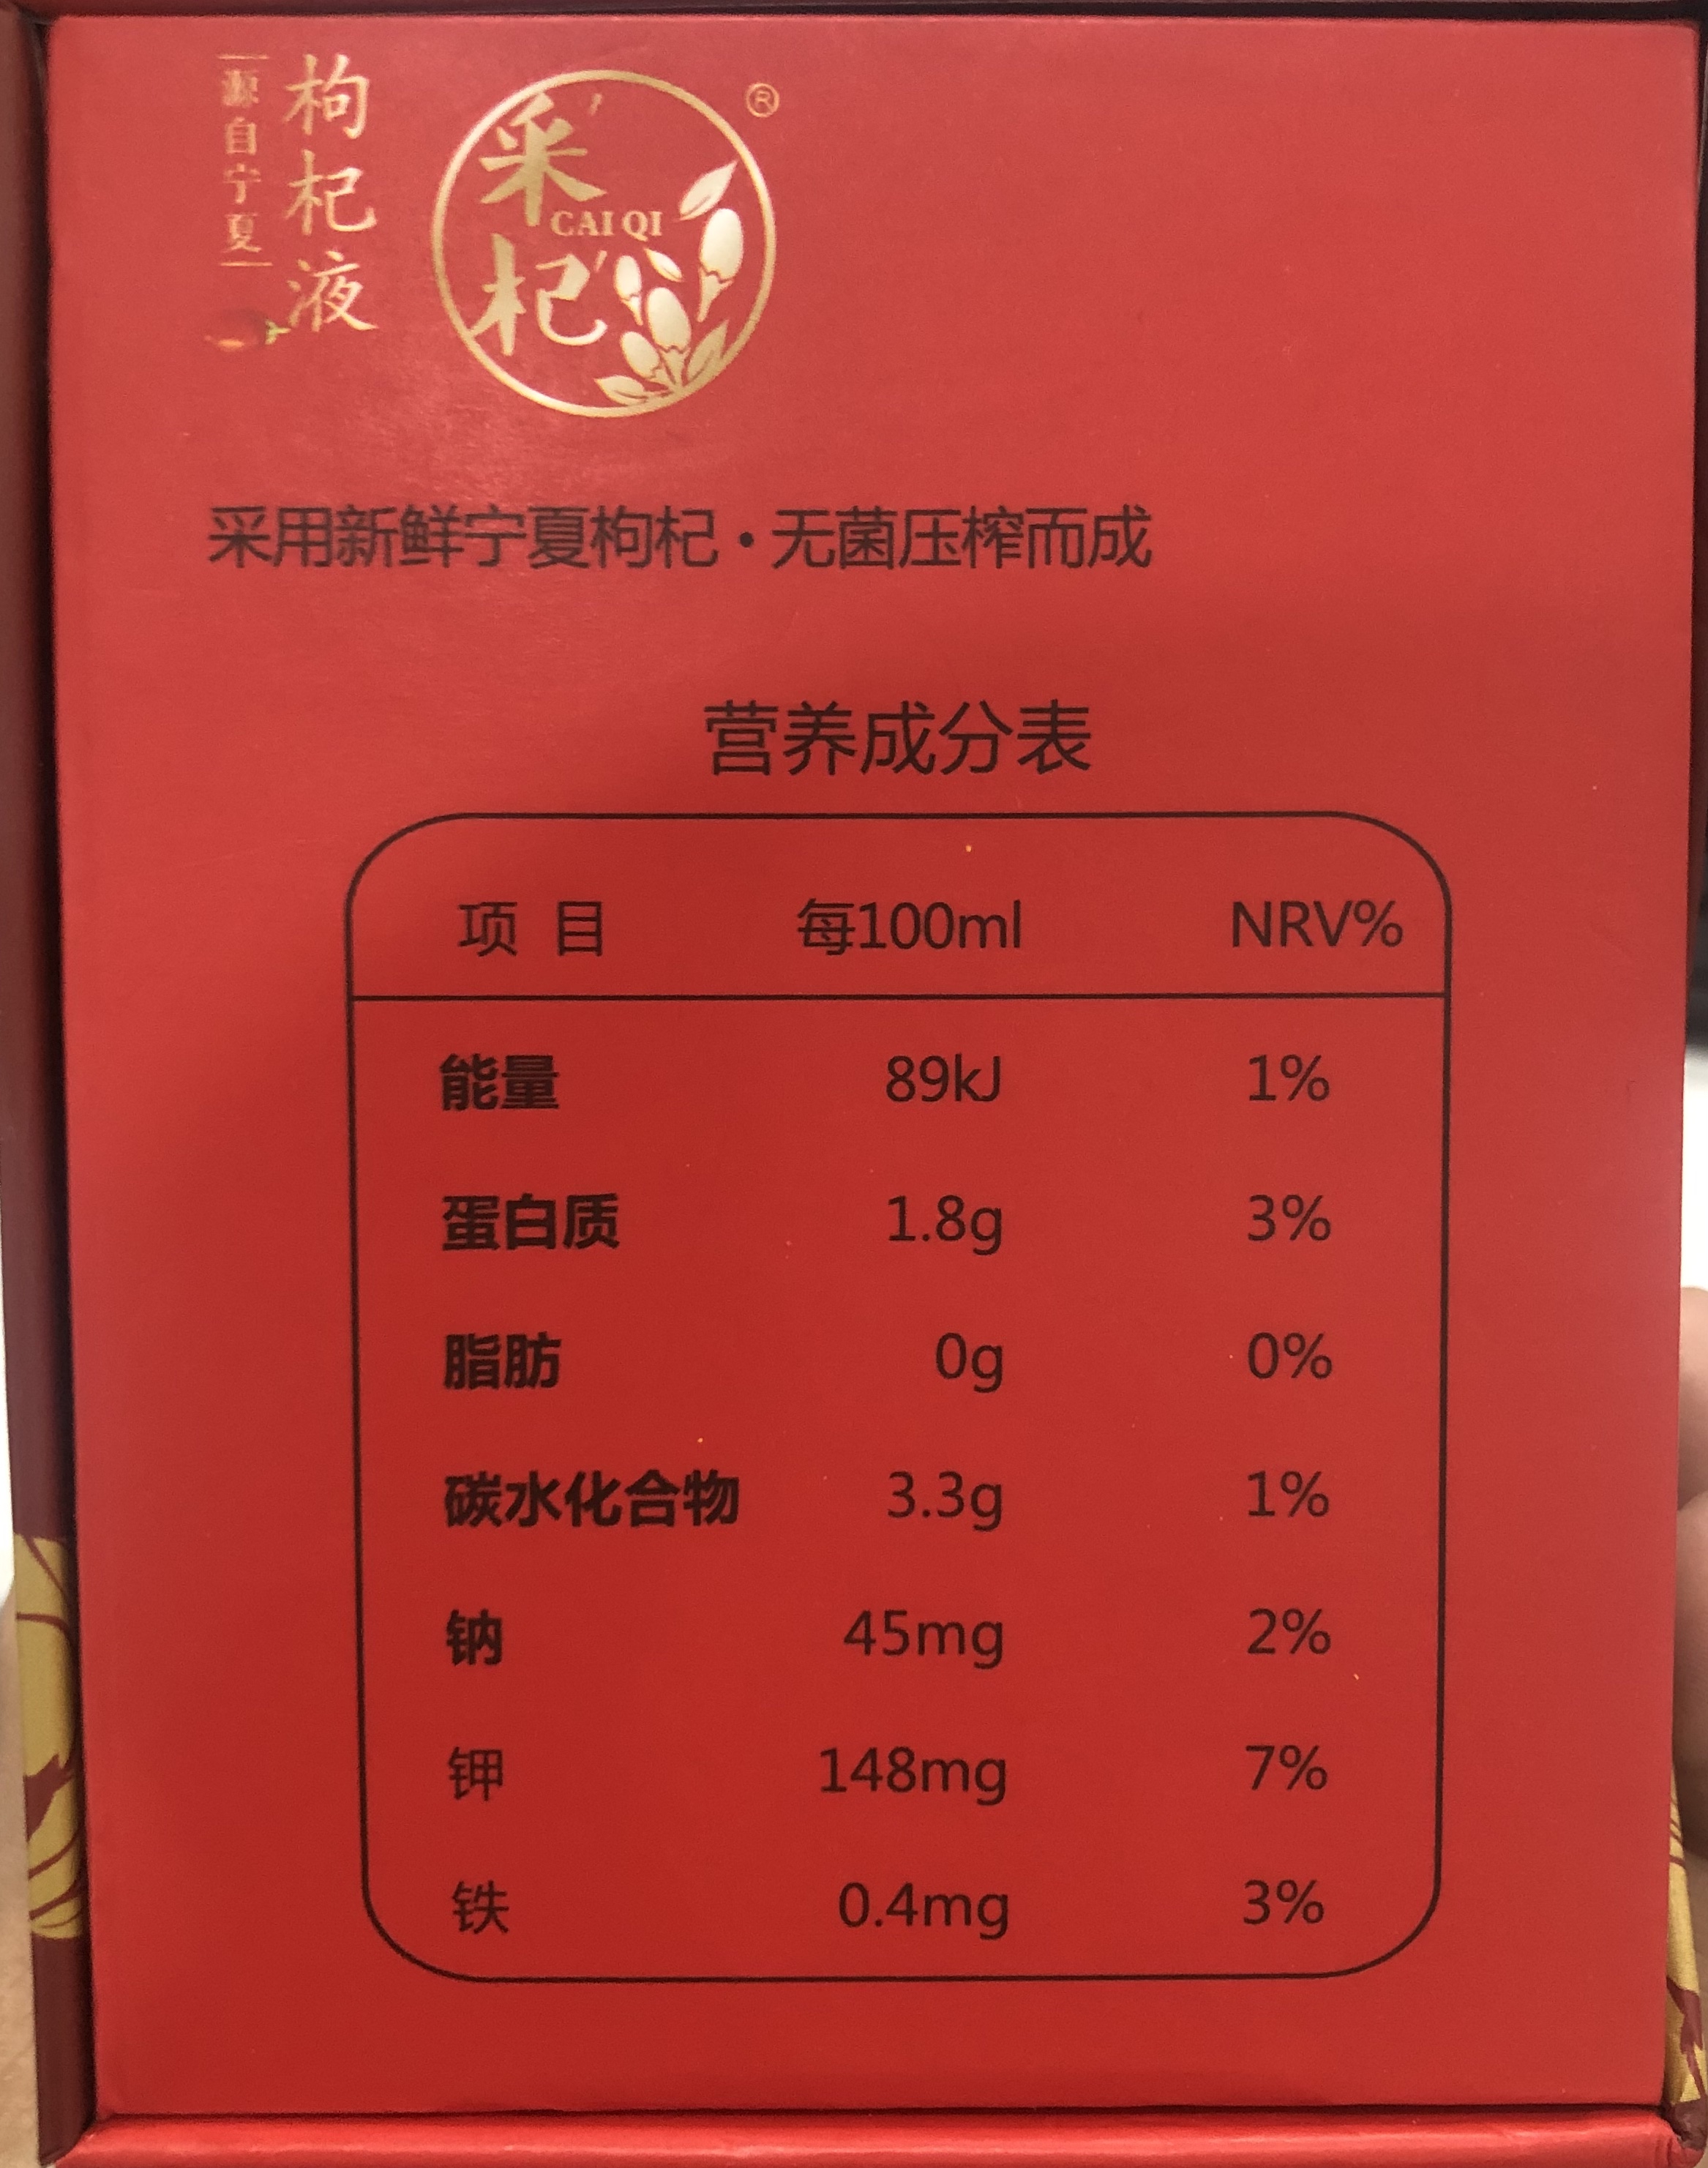 枸杞液
源自宁夏
采杞
CAI QI
®
采用新鲜宁夏枸杞·无菌压榨而成
营养成分表
项 目 每100ml NRV%
能量 89kJ 1%
蛋白质 1.8g 3%
脂肪 0g 0%
碳水化合物 3.3g 1%
钠 45mg 2%
钾 148mg 7%
铁 0.4mg 3%